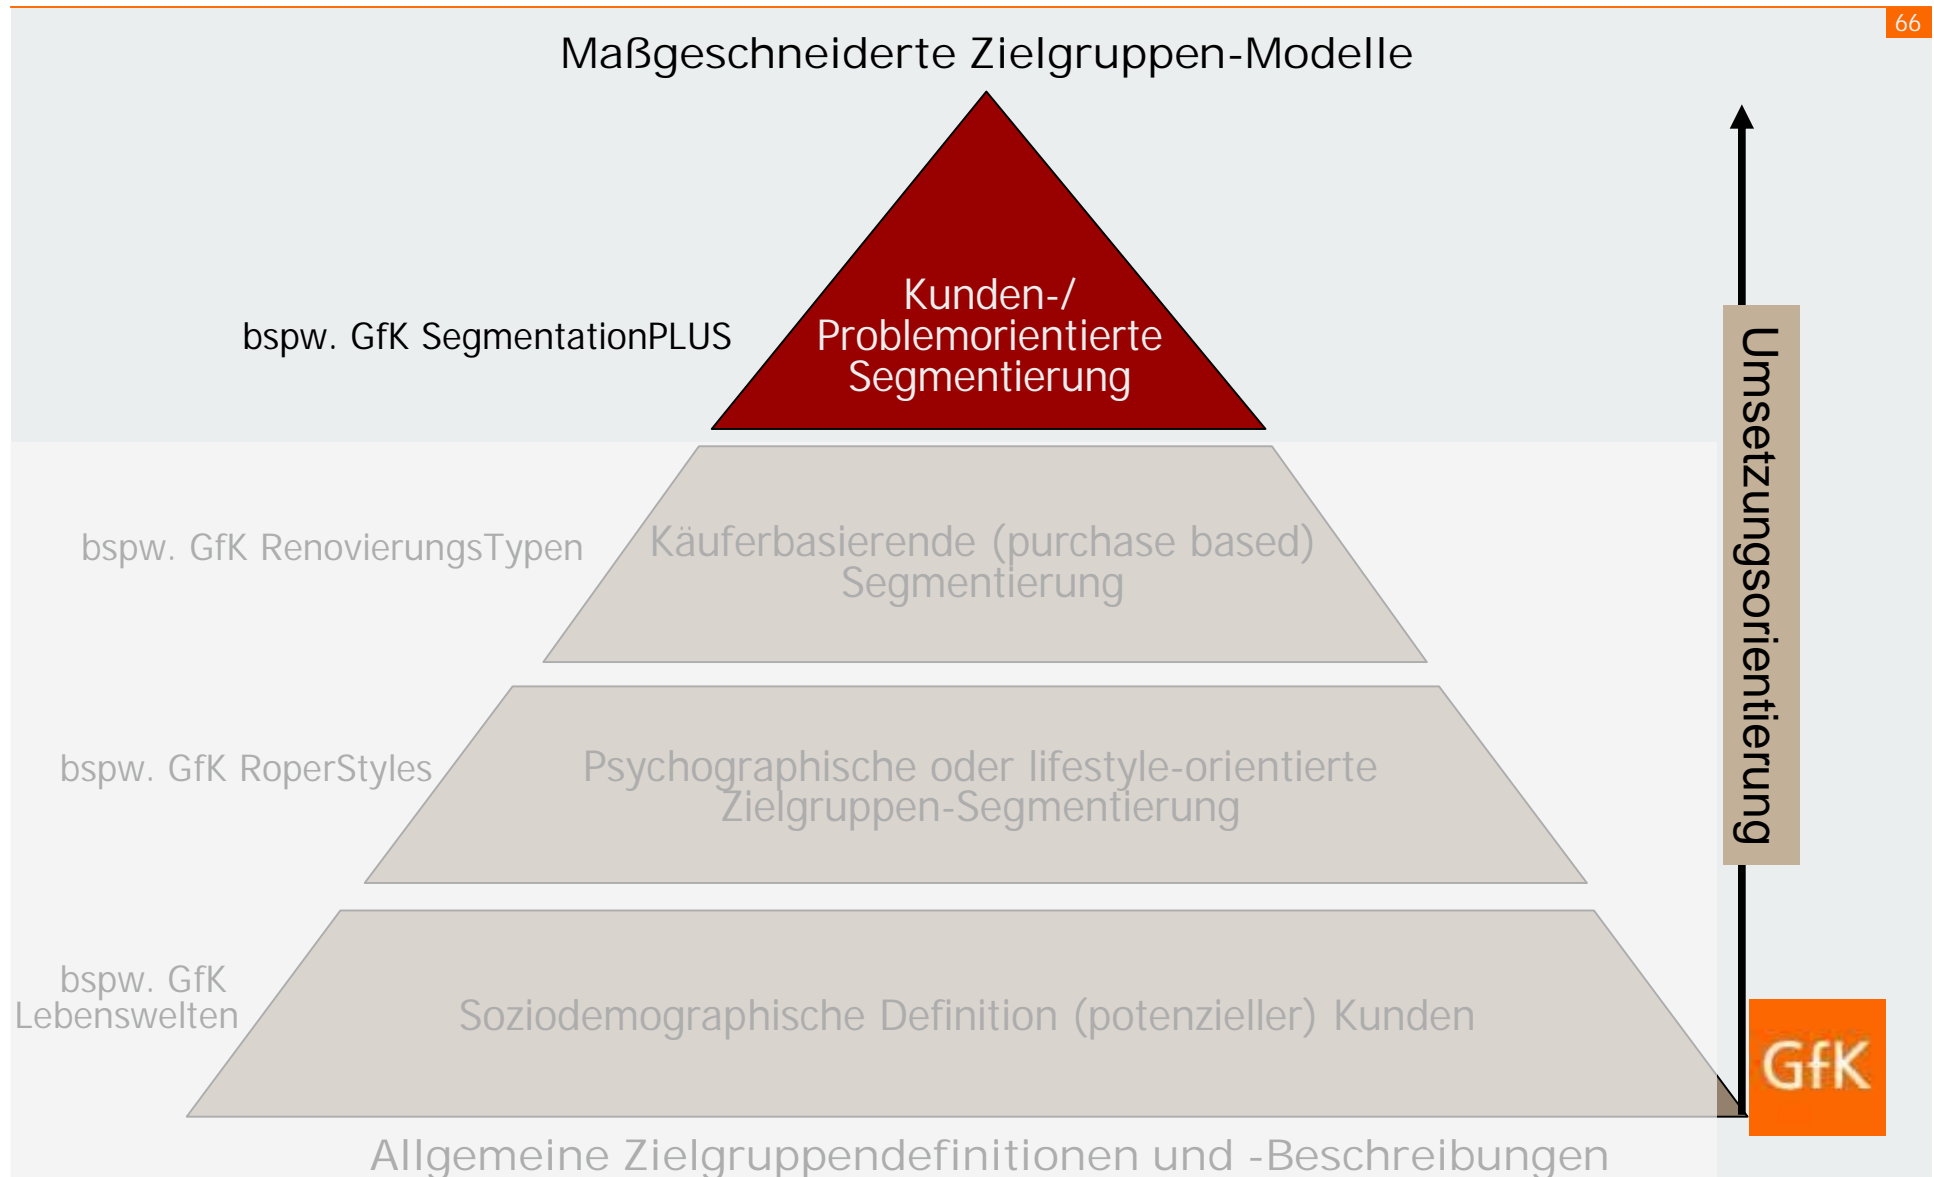 66
Maßgeschneiderte Zielgruppen-Modelle
Kunden-/
Problemorientierte
Segmentierung
bspw. GfK SegmentationPLUS
Käuferbasierende (purchase based)
Segmentierung
bspw. GfK RenovierungsTypen
Psychographische oder lifestyle-orientierte
Zielgruppen-Segmentierung
bspw. GfK RoperStyles
Soziodemographische Definition (potenzieller) Kunden
bspw. GfK
Lebenswelten
Allgemeine Zielgruppendefinitionen und -Beschreibungen
Umsetzungsorientierung
GfK